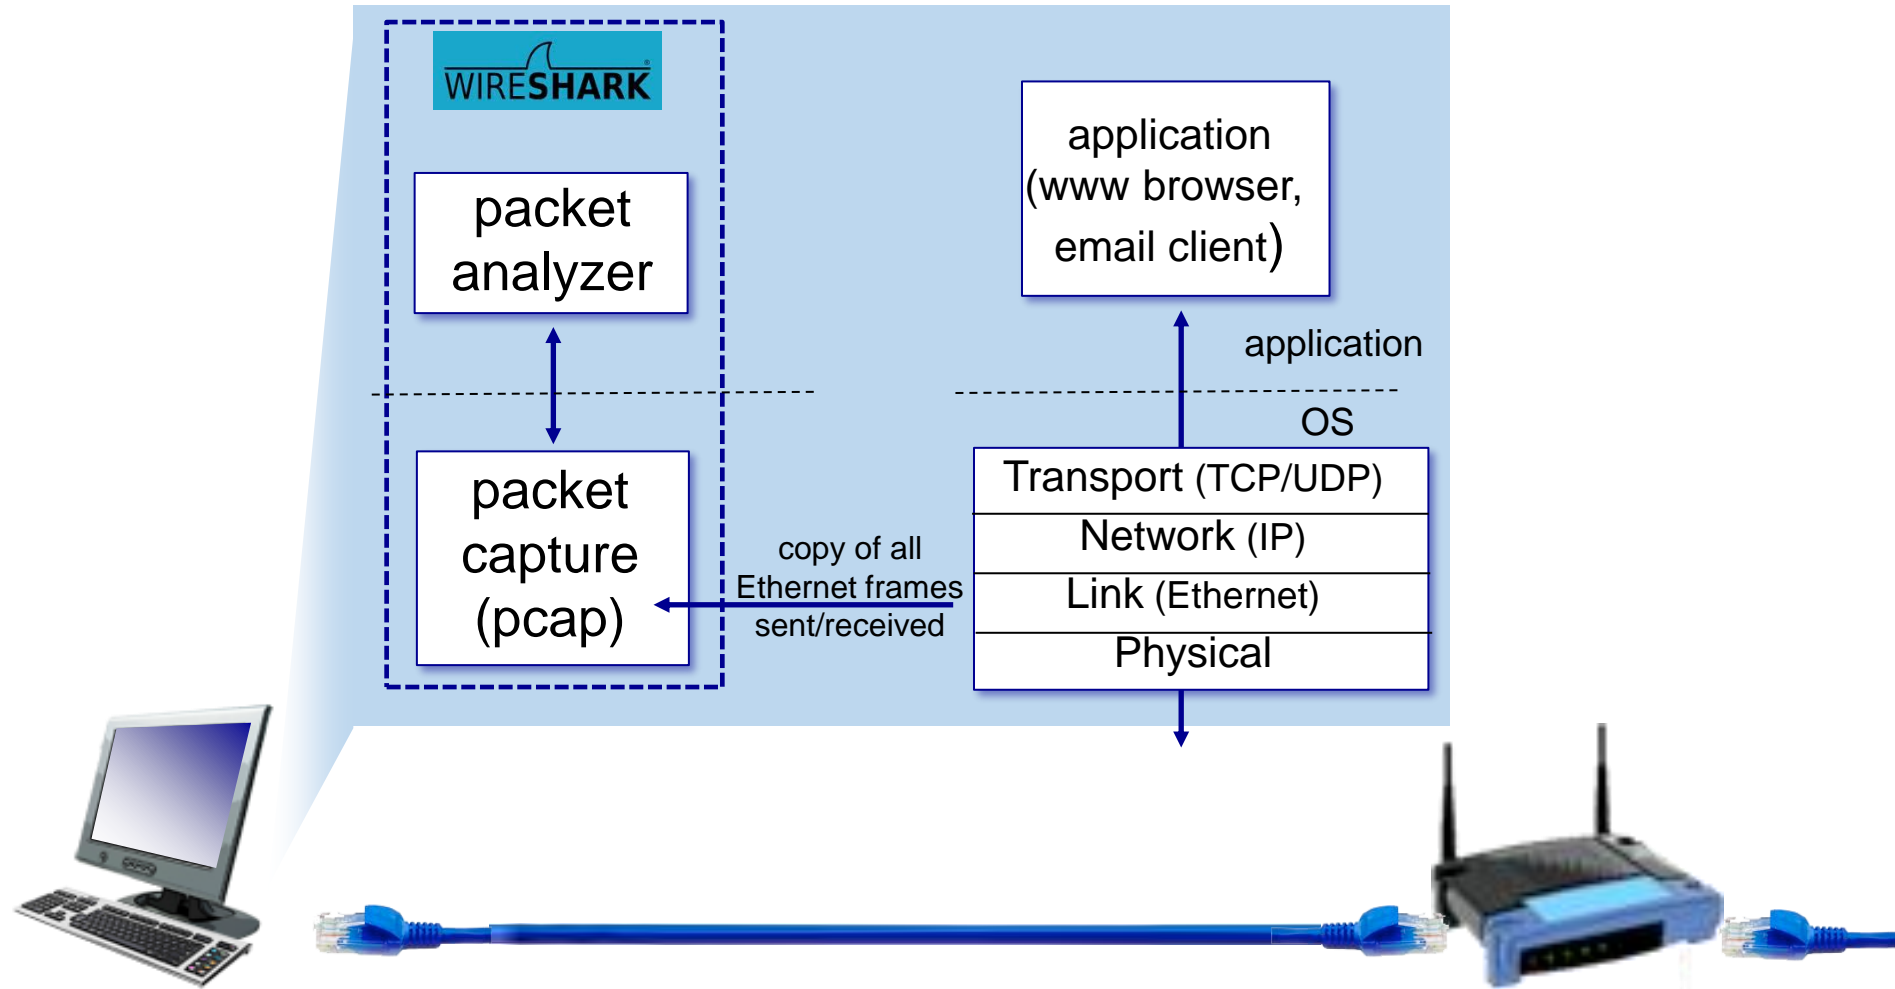 WIRESHARK®
packet
analyzer
packet
capture
(pcap)
copy of all
Ethernet frames
sent/received
application
(www browser,
email client)
application
OS
Transport (TCP/UDP)
Network (IP)
Link (Ethernet)
Physical